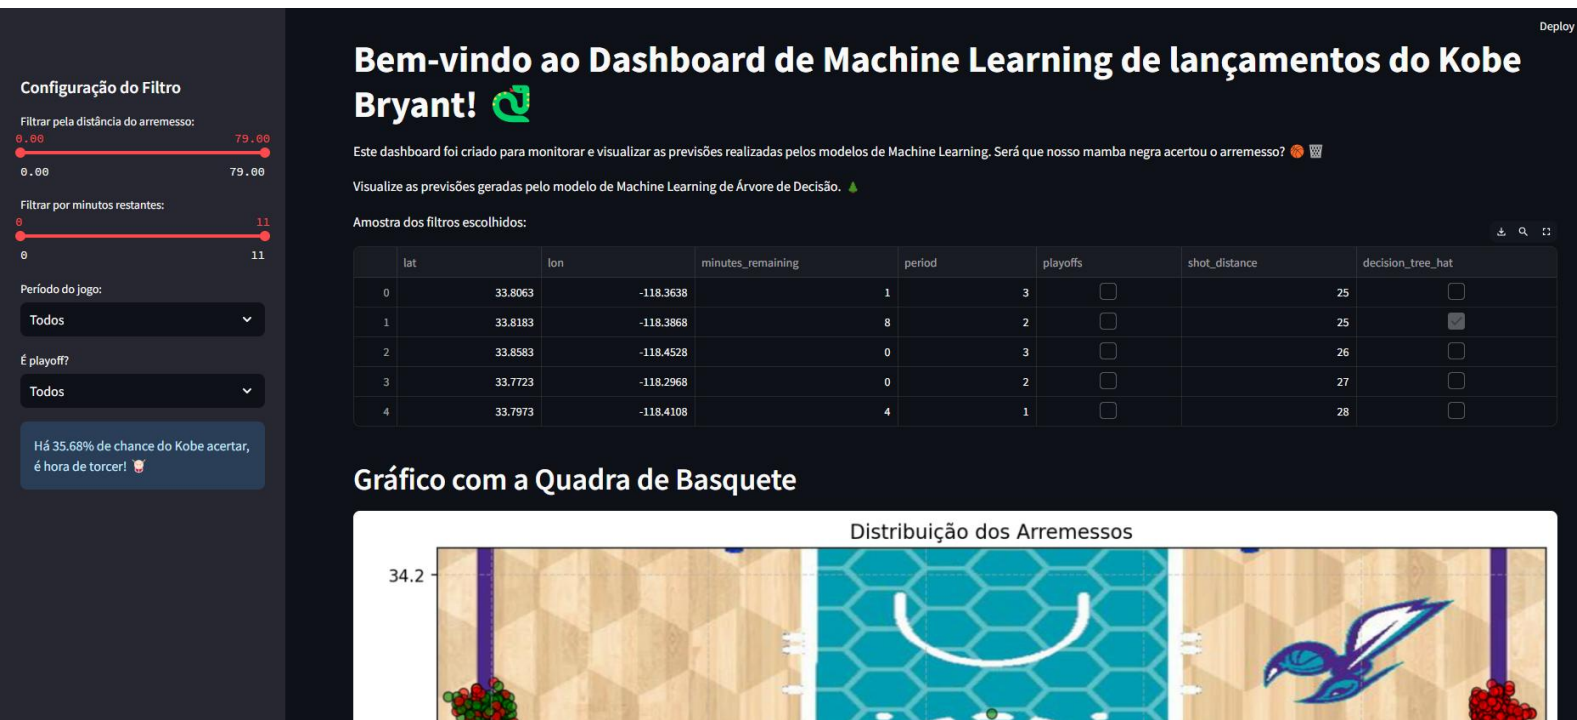 Deploy
Configuração do Filtro
Filtrar pela distância do arremesso:
0.00 79.00
0.00 79.00
Filtrar por minutos restantes:
0 11
0 11
Período do jogo:
Todos
É playoff?
Todos
Há 35.68% de chance do Kobe acertar,
é hora de torcer!
Bem-vindo ao Dashboard de Machine Learning de lançamentos do Kobe
Bryant!
Este dashboard foi criado para monitorar e visualizar as previsões realizadas pelos modelos de Machine Learning. Será que nosso mamba negra acertou o arremesso?
Visualize as previsões geradas pelo modelo de Machine Learning de Árvore de Decisão.
Amostra dos filtros escolhidos:
lat lon minutes_remaining period playoffs shot_distance decision_tree_hat
0 33.8063 -118.3638 1 3 25
1 33.8183 -118.3868 8 2 25
2 33.8583 -118.4528 0 3 26
3 33.7723 -118.2968 0 2 27
4 33.7973 -118.4108 4 1 28
Gráfico com a Quadra de Basquete
Distribuição dos Arremessos
34.2